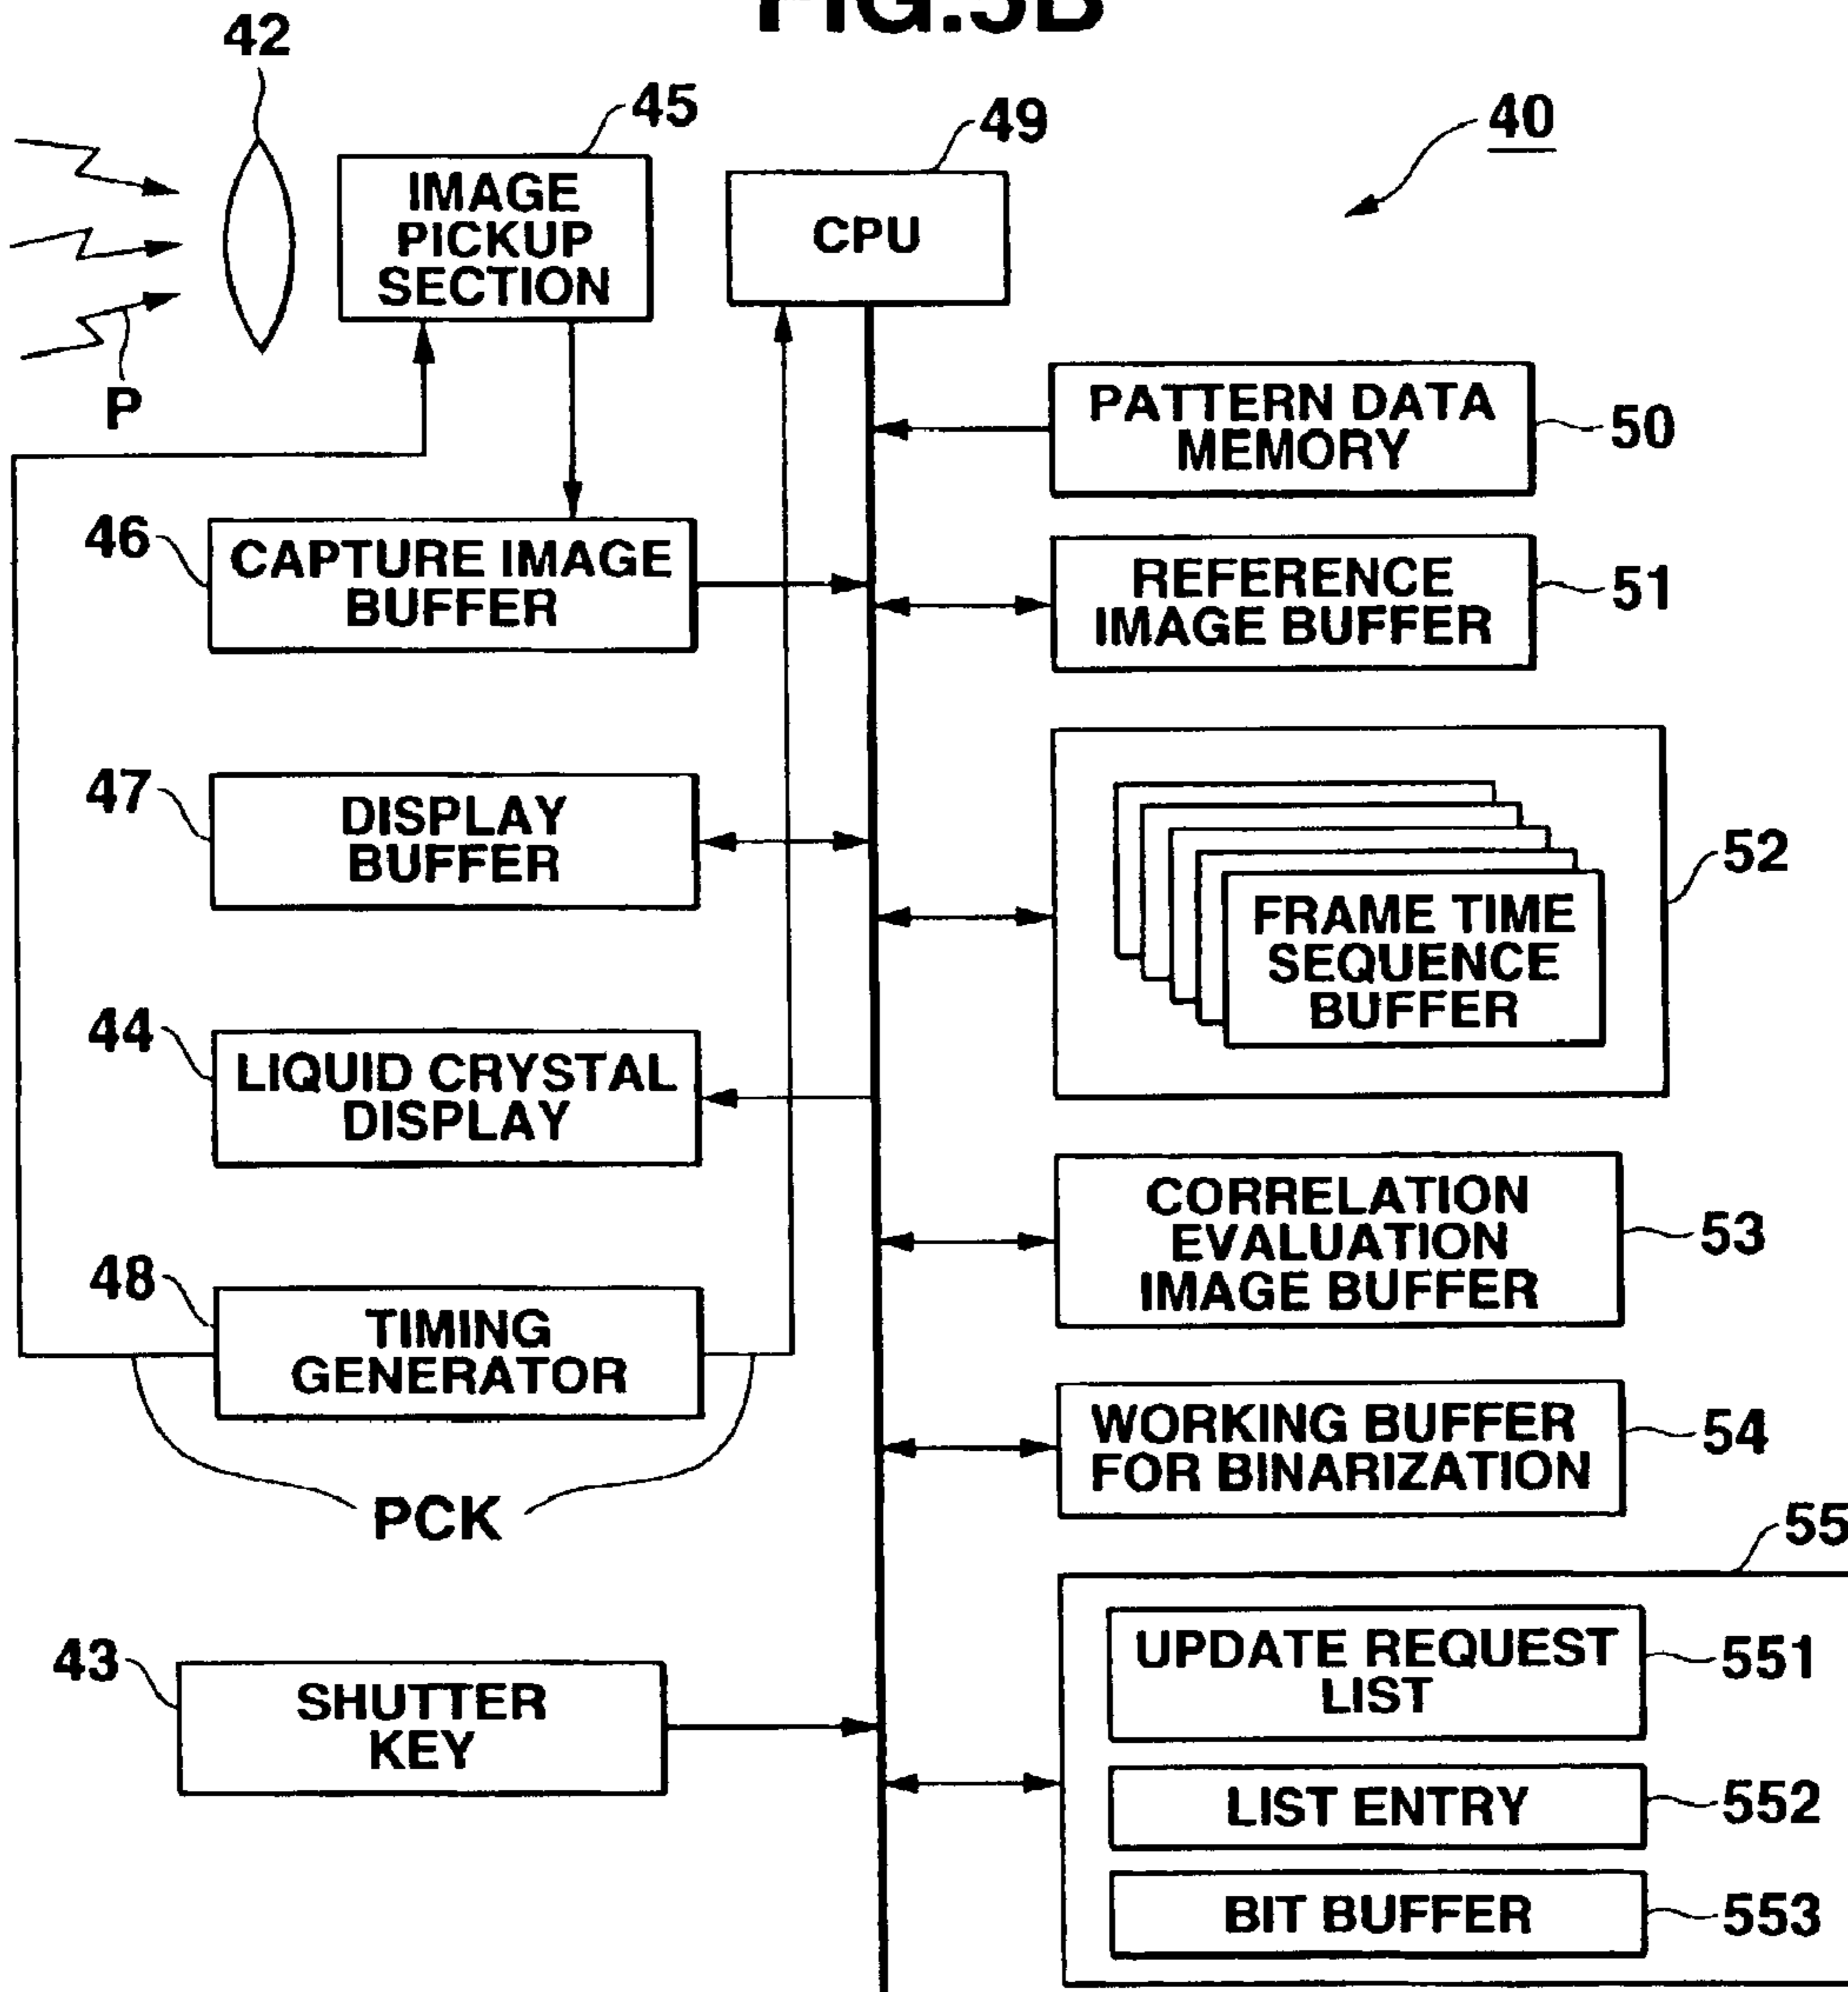 FIG.5B
42
45
49
40
IMAGE
PICKUP
SECTION
CPU
P
PATTERN DATA
MEMORY
50
46
CAPTURE IMAGE
BUFFER
REFERENCE
IMAGE BUFFER
51
47
DISPLAY
BUFFER
52
FRAME TIME
SEQUENCE
BUFFER
44
LIQUID CRYSTAL
DISPLAY
CORRELATION
EVALUATION
IMAGE BUFFER
53
48
TIMING
GENERATOR
WORKING BUFFER
FOR BINARIZATION
54
PCK
55
UPDATE REQUEST
LIST
551
43
SHUTTER
KEY
LIST ENTRY
552
BIT BUFFER
553